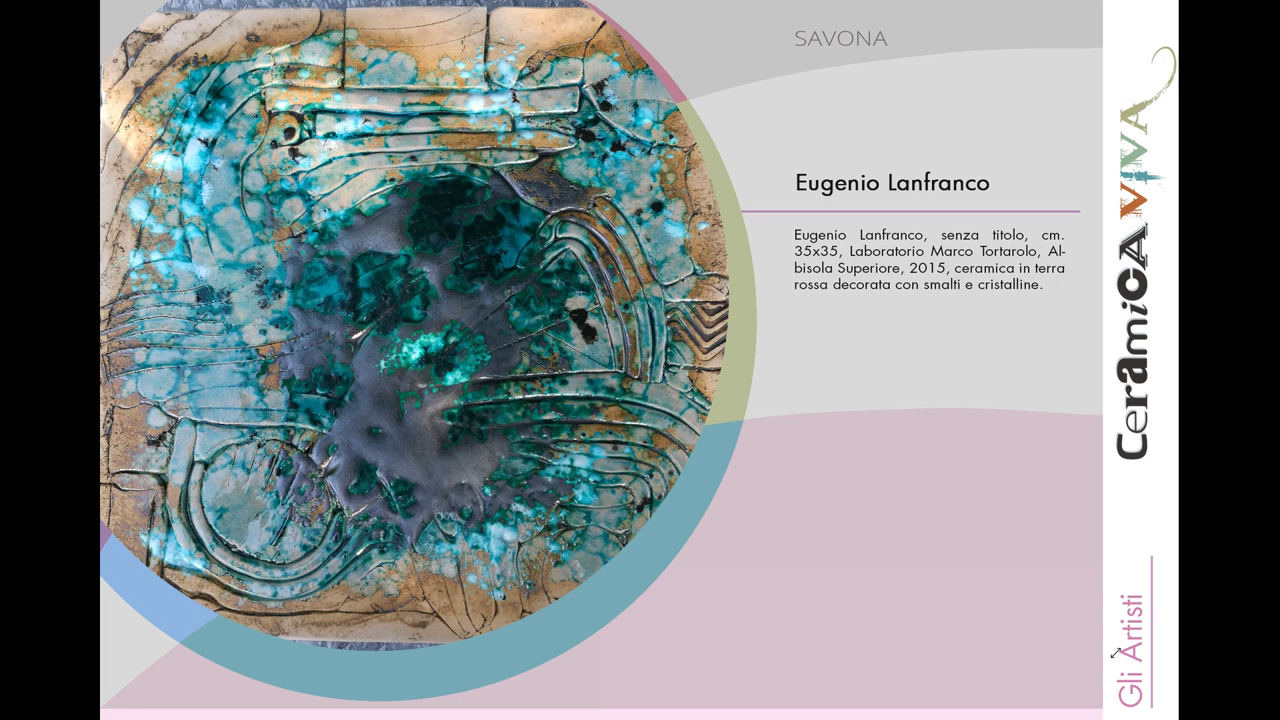 SAVONA
Eugenio Lanfranco
Eugenio Lanfranco, senza titolo, cm.
35x35, Laboratorio Marco Tortarolo, Al-
bisola Superiore, 2015, ceramica in terra
rossa decorata con smalti e cristalline.
CerAmiCA VIVA
Gli Artisti